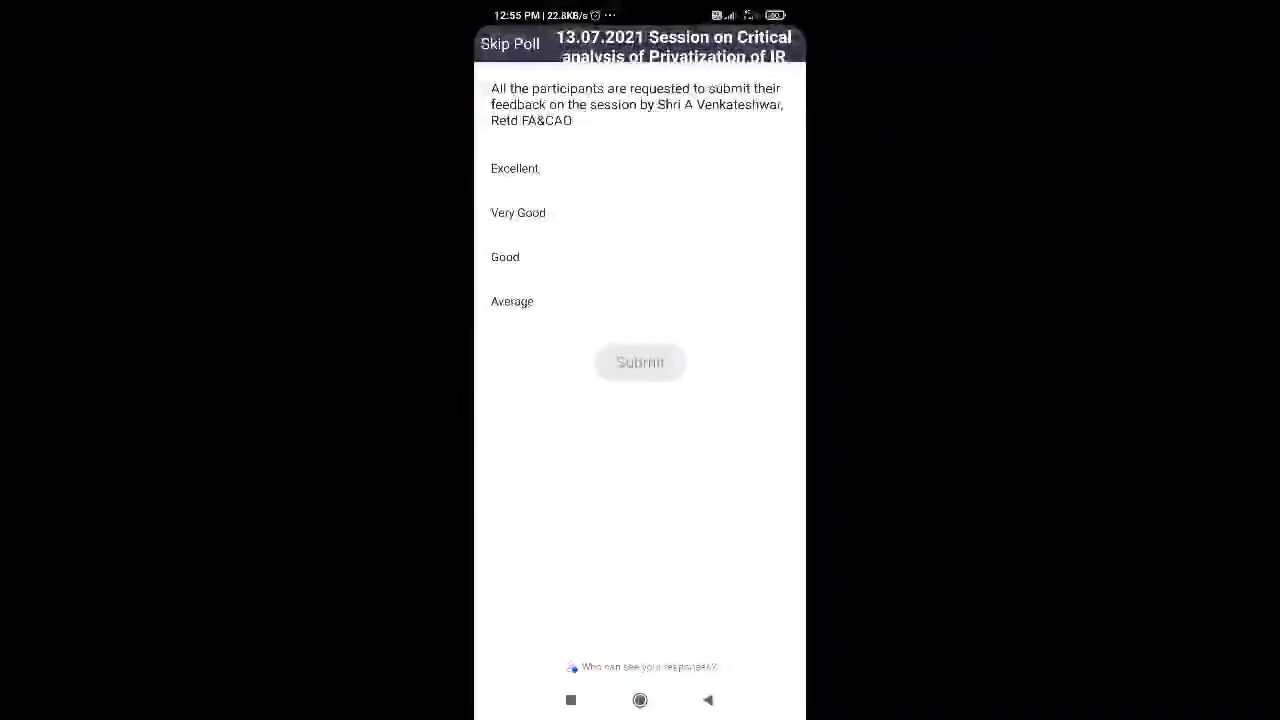 12:55 PM | 22.8KB/s
Skip Poll
13.07.2021 Session on Critical
analysis of Privatization of IR
All the participants are requested to submit their
feedback on the session by Shri A Venkateshwar,
Retd FA&CAO
Excellent
Very Good
Good
Average
Submit
Who can see your responses?